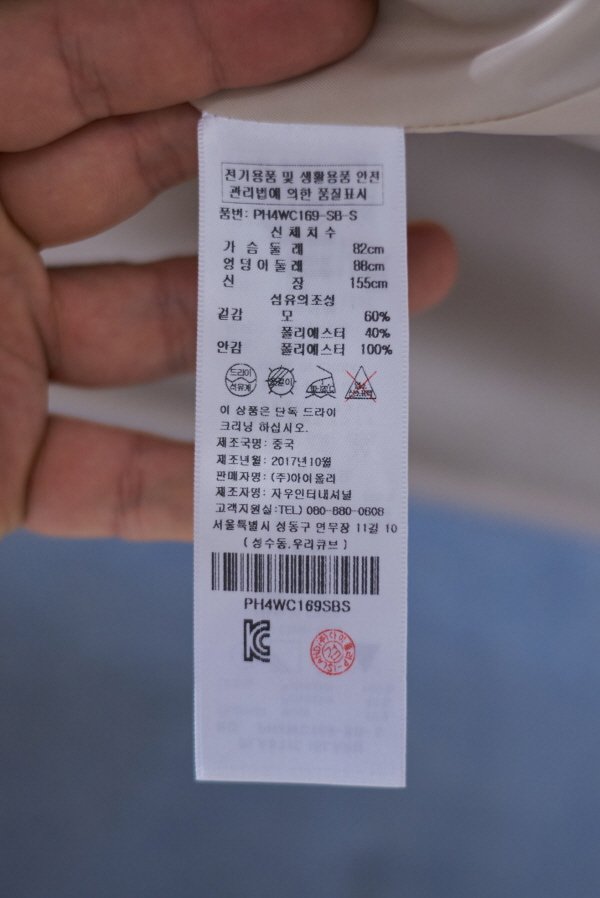 전기용품 및 생활용품 안전
관리법에 의한 품질표시
품번: PH4WC169-SB-S
신체치수
가슴둘레 82cm
엉덩이둘레 88cm
신장 155cm
섬유의조성
겉감 모 60%
폴리에스터 40%
안감 폴리에스터 100%
드라이
석유계
이 상품은 단독 드라이
크리닝 하십시오.
제조국명: 중국
제조년월: 2017년10월
판매자명: (주)아이올리
제조자명: 자우인터내셔널
고객지원실:TEL) 080-880-0608
서울특별시 성동구 연무장 11길 10
(성수동,우리큐브)
PH4WC169SBS